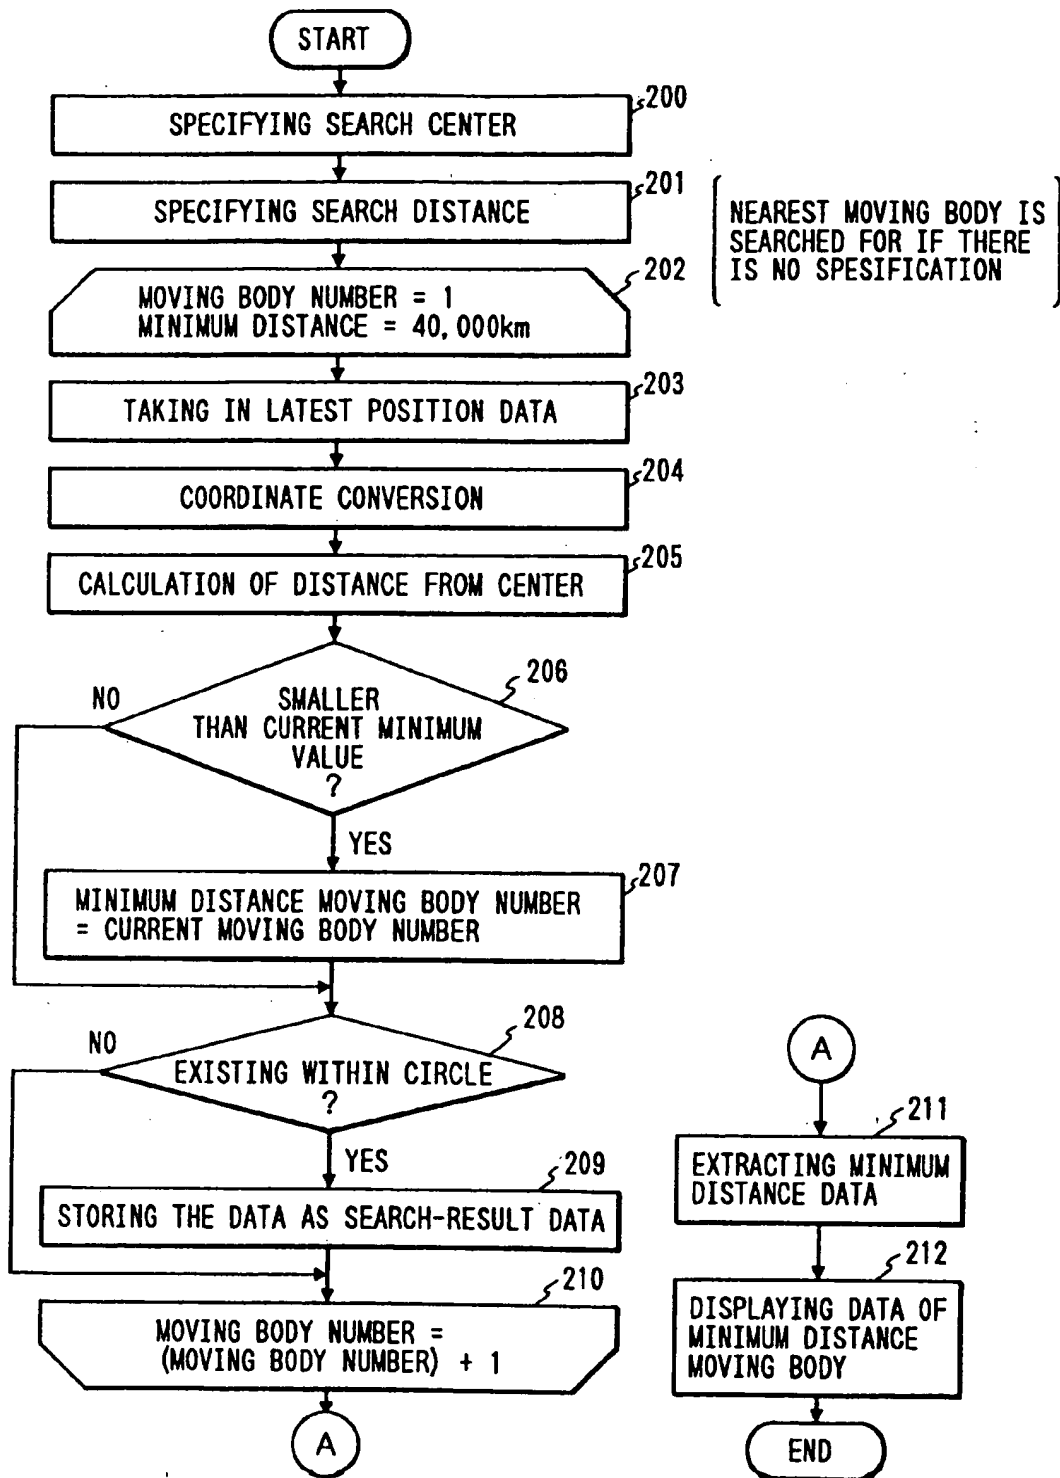 START
200
SPECIFYING SEARCH CENTER
201
SPECIFYING SEARCH DISTANCE
NEAREST MOVING BODY IS
SEARCHED FOR IF THERE
IS NO SPESIFICATION
202
MOVING BODY NUMBER = 1
MINIMUM DISTANCE = 40,000km
203
TAKING IN LATEST POSITION DATA
204
COORDINATE CONVERSION
205
CALCULATION OF DISTANCE FROM CENTER
206
NO
SMALLER
THAN CURRENT MINIMUM
VALUE
?
YES
207
MINIMUM DISTANCE MOVING BODY NUMBER
= CURRENT MOVING BODY NUMBER
208
NO
EXISTING WITHIN CIRCLE
?
YES
209
STORING THE DATA AS SEARCH-RESULT DATA
210
MOVING BODY NUMBER =
(MOVING BODY NUMBER) + 1
A
A
211
EXTRACTING MINIMUM
DISTANCE DATA
212
DISPLAYING DATA OF
MINIMUM DISTANCE
MOVING BODY
END